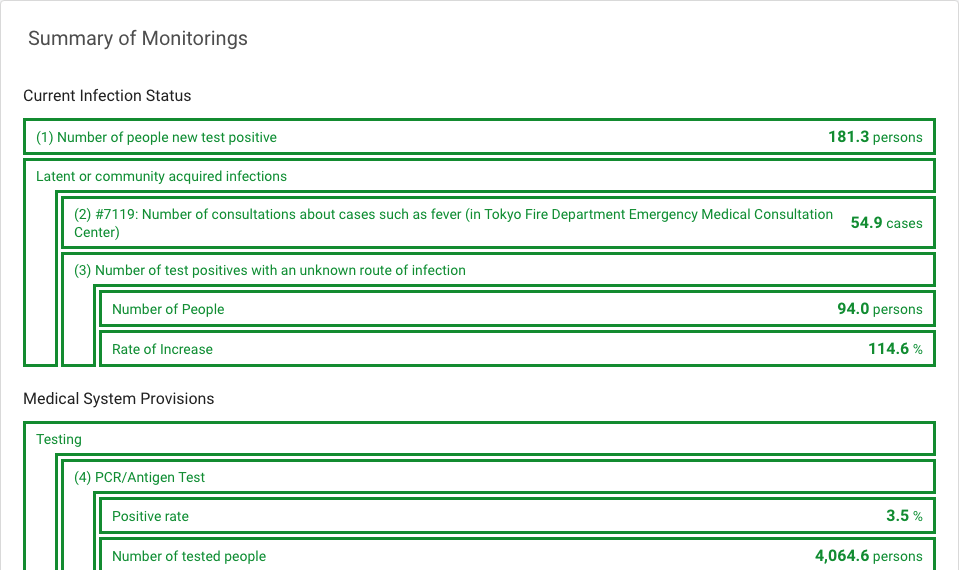 Summary of Monitorings
Current Infection Status
(1) Number of people new test positive 181.3 persons
Latent or community acquired infections
(2) #7119: Number of consultations about cases such as fever (in Tokyo Fire Department Emergency Medical Consultation
Center) 54.9 cases
(3) Number of test positives with an unknown route of infection
Number of People 94.0 persons
Rate of Increase 114.6 %
Medical System Provisions
Testing
(4) PCR/Antigen Test
Positive rate 3.5 %
Number of tested people 4,064.6 persons